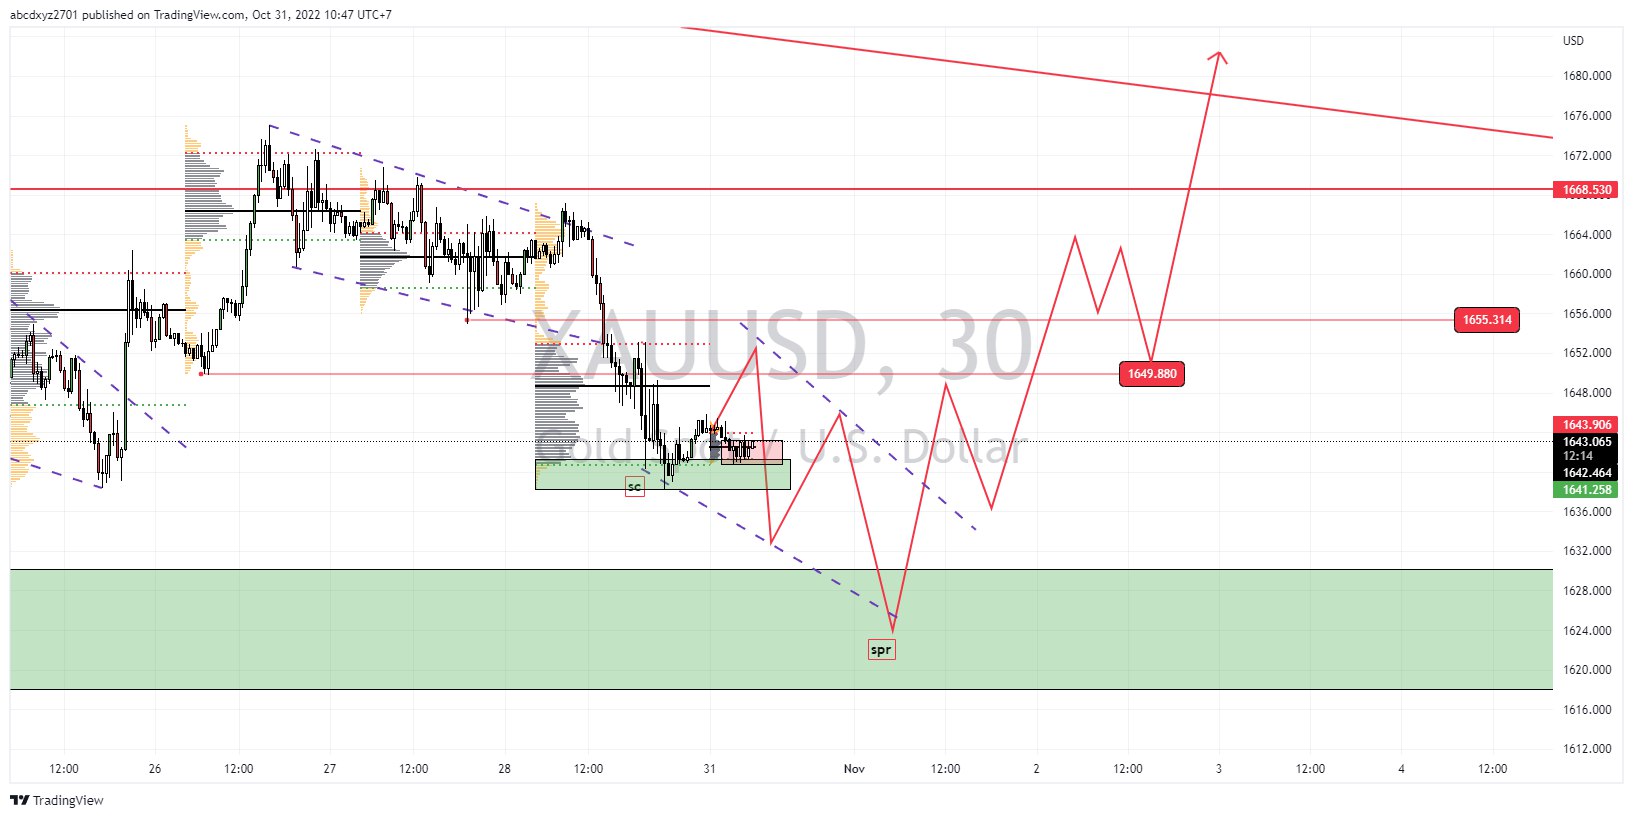 abcdxyz2701 published on TradingView.com, Oct 31, 2022 10:47 UTC+7
USD
1680.000
1676.000
1672.000
1668.530
1664.000
1660.000
1656.000
1655.314
1652.000
1649.880
1648.000
XAUUSD, 30
Gold Spot / U.S. Dollar
1643.906
1643.065
12:14
1642.464
1641.258
sc
1636.000
1632.000
1628.000
1624.000
spr
1620.000
1616.000
1612.000
12:00 26 12:00 27 12:00 28 12:00 31 Nov 12:00 2 12:00 3 12:00 4 12:00
TradingView